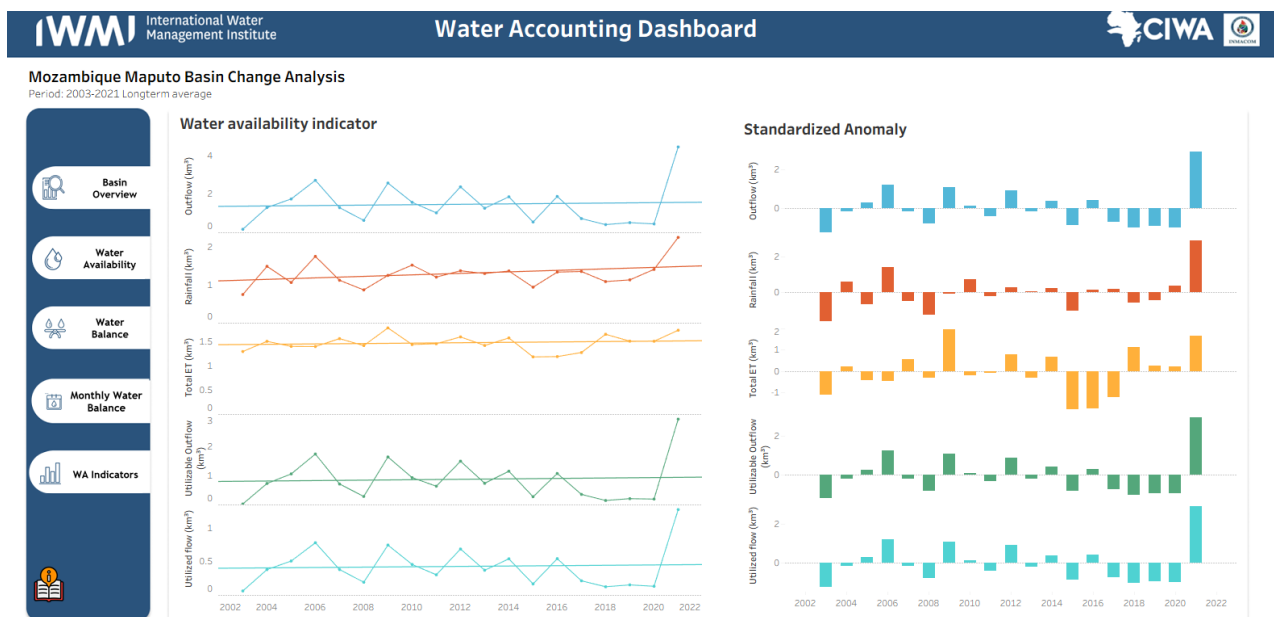 IWMI
International Water
Management Institute
Water Accounting Dashboard
CIWA
INMACOM
Mozambique Maputo Basin Change Analysis
Period: 2003-2021 Longterm average
Basin
Overview
Water
Availability
Water
Balance
Monthly Water
Balance
WA Indicators
i
Water availability indicator
Outflow (km³)
4
2
0
Rainfall (km³)
2
1
0
Total ET (km³)
1.5
1
0.5
0
Utilizable Outflow
(km³)
3
2
1
0
Utilized flow (km³)
1
0.5
0
2002 2004 2006 2008 2010 2012 2014 2016 2018 2020 2022
Standardized Anomaly
Outflow (km³)
2
0
Rainfall (km³)
2
0
Total ET (km³)
2
1
0
-1
Utilizable Outflow
(km³)
2
0
Utilized flow (km³)
2
0
2002 2004 2006 2008 2010 2012 2014 2016 2018 2020 2022